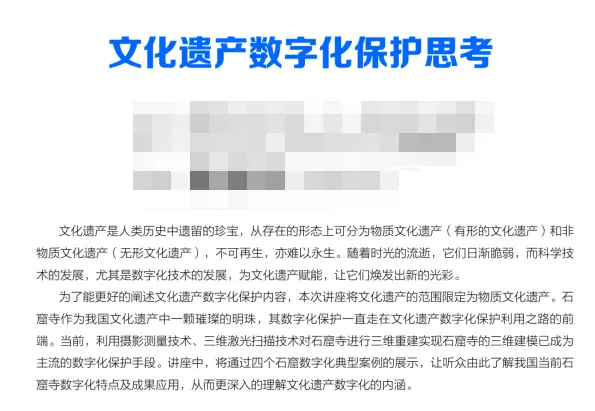 文化遗产数字化保护思考
文化遗产是人类历史中遗留的珍宝，从存在的形态上可分为物质文化遗产（有形的文化遗产）和非
物质文化遗产（无形文化遗产），不可再生，亦难以永生。随着时光的流逝，它们日渐脆弱，而科学技
术的发展，尤其是数字化技术的发展，为文化遗产赋能，让它们焕发出新的光彩。
为了能更好的阐述文化遗产数字化保护内容，本次讲座将文化遗产的范围限定为物质文化遗产。石
窟寺作为我国文化遗产中一颗璀璨的明珠，其数字化保护一直走在文化遗产数字化保护利用之路的前
端。当前，利用摄影测量技术、三维激光扫描技术对石窟寺进行三维重建实现石窟寺的三维建模已成为
主流的数字化保护手段。讲座中，将通过四个石窟数字化典型案例的展示，让听众由此了解我国当前石
窟寺数字化特点及成果应用，从而更深入的理解文化遗产数字化的内涵。